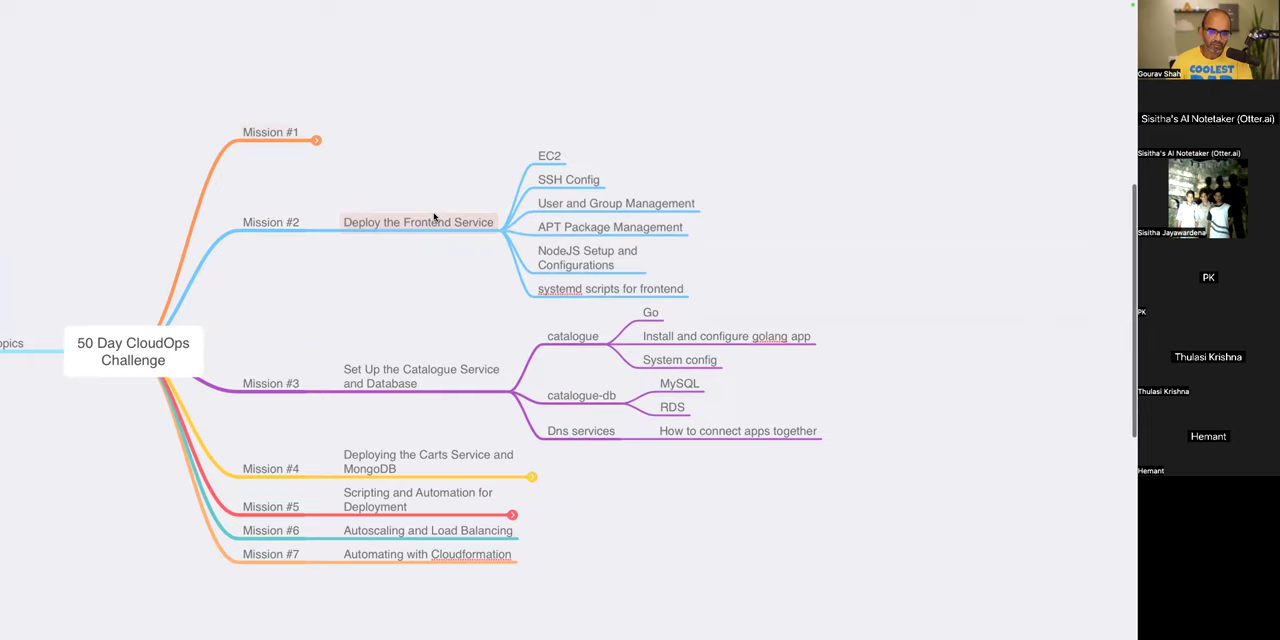 Mission #1
EC2
SSH Config
User and Group Management
Mission #2
Deploy the Frontend Service
APT Package Management
NodeJS Setup and
Configurations
systemd scripts for frontend
opics
50 Day CloudOps
Challenge
Go
catalogue
Install and configure golang app
System config
Mission #3
Set Up the Catalogue Service
and Database
MySQL
catalogue-db
RDS
Dns services
How to connect apps together
Mission #4
Deploying the Carts Service and
MongoDB
Mission #5
Scripting and Automation for
Deployment
Mission #6
Autoscaling and Load Balancing
Mission #7
Automating with Cloudformation
COOLEST
Gourav Shah
Sisitha's AI Notetaker (Otter.ai)
Sisitha's AI Notetaker (Otter.ai)
Sisitha Jayawardena
PK
PK
Thulasi Krishna
Thulasi Krishna
Hemant
Hemant